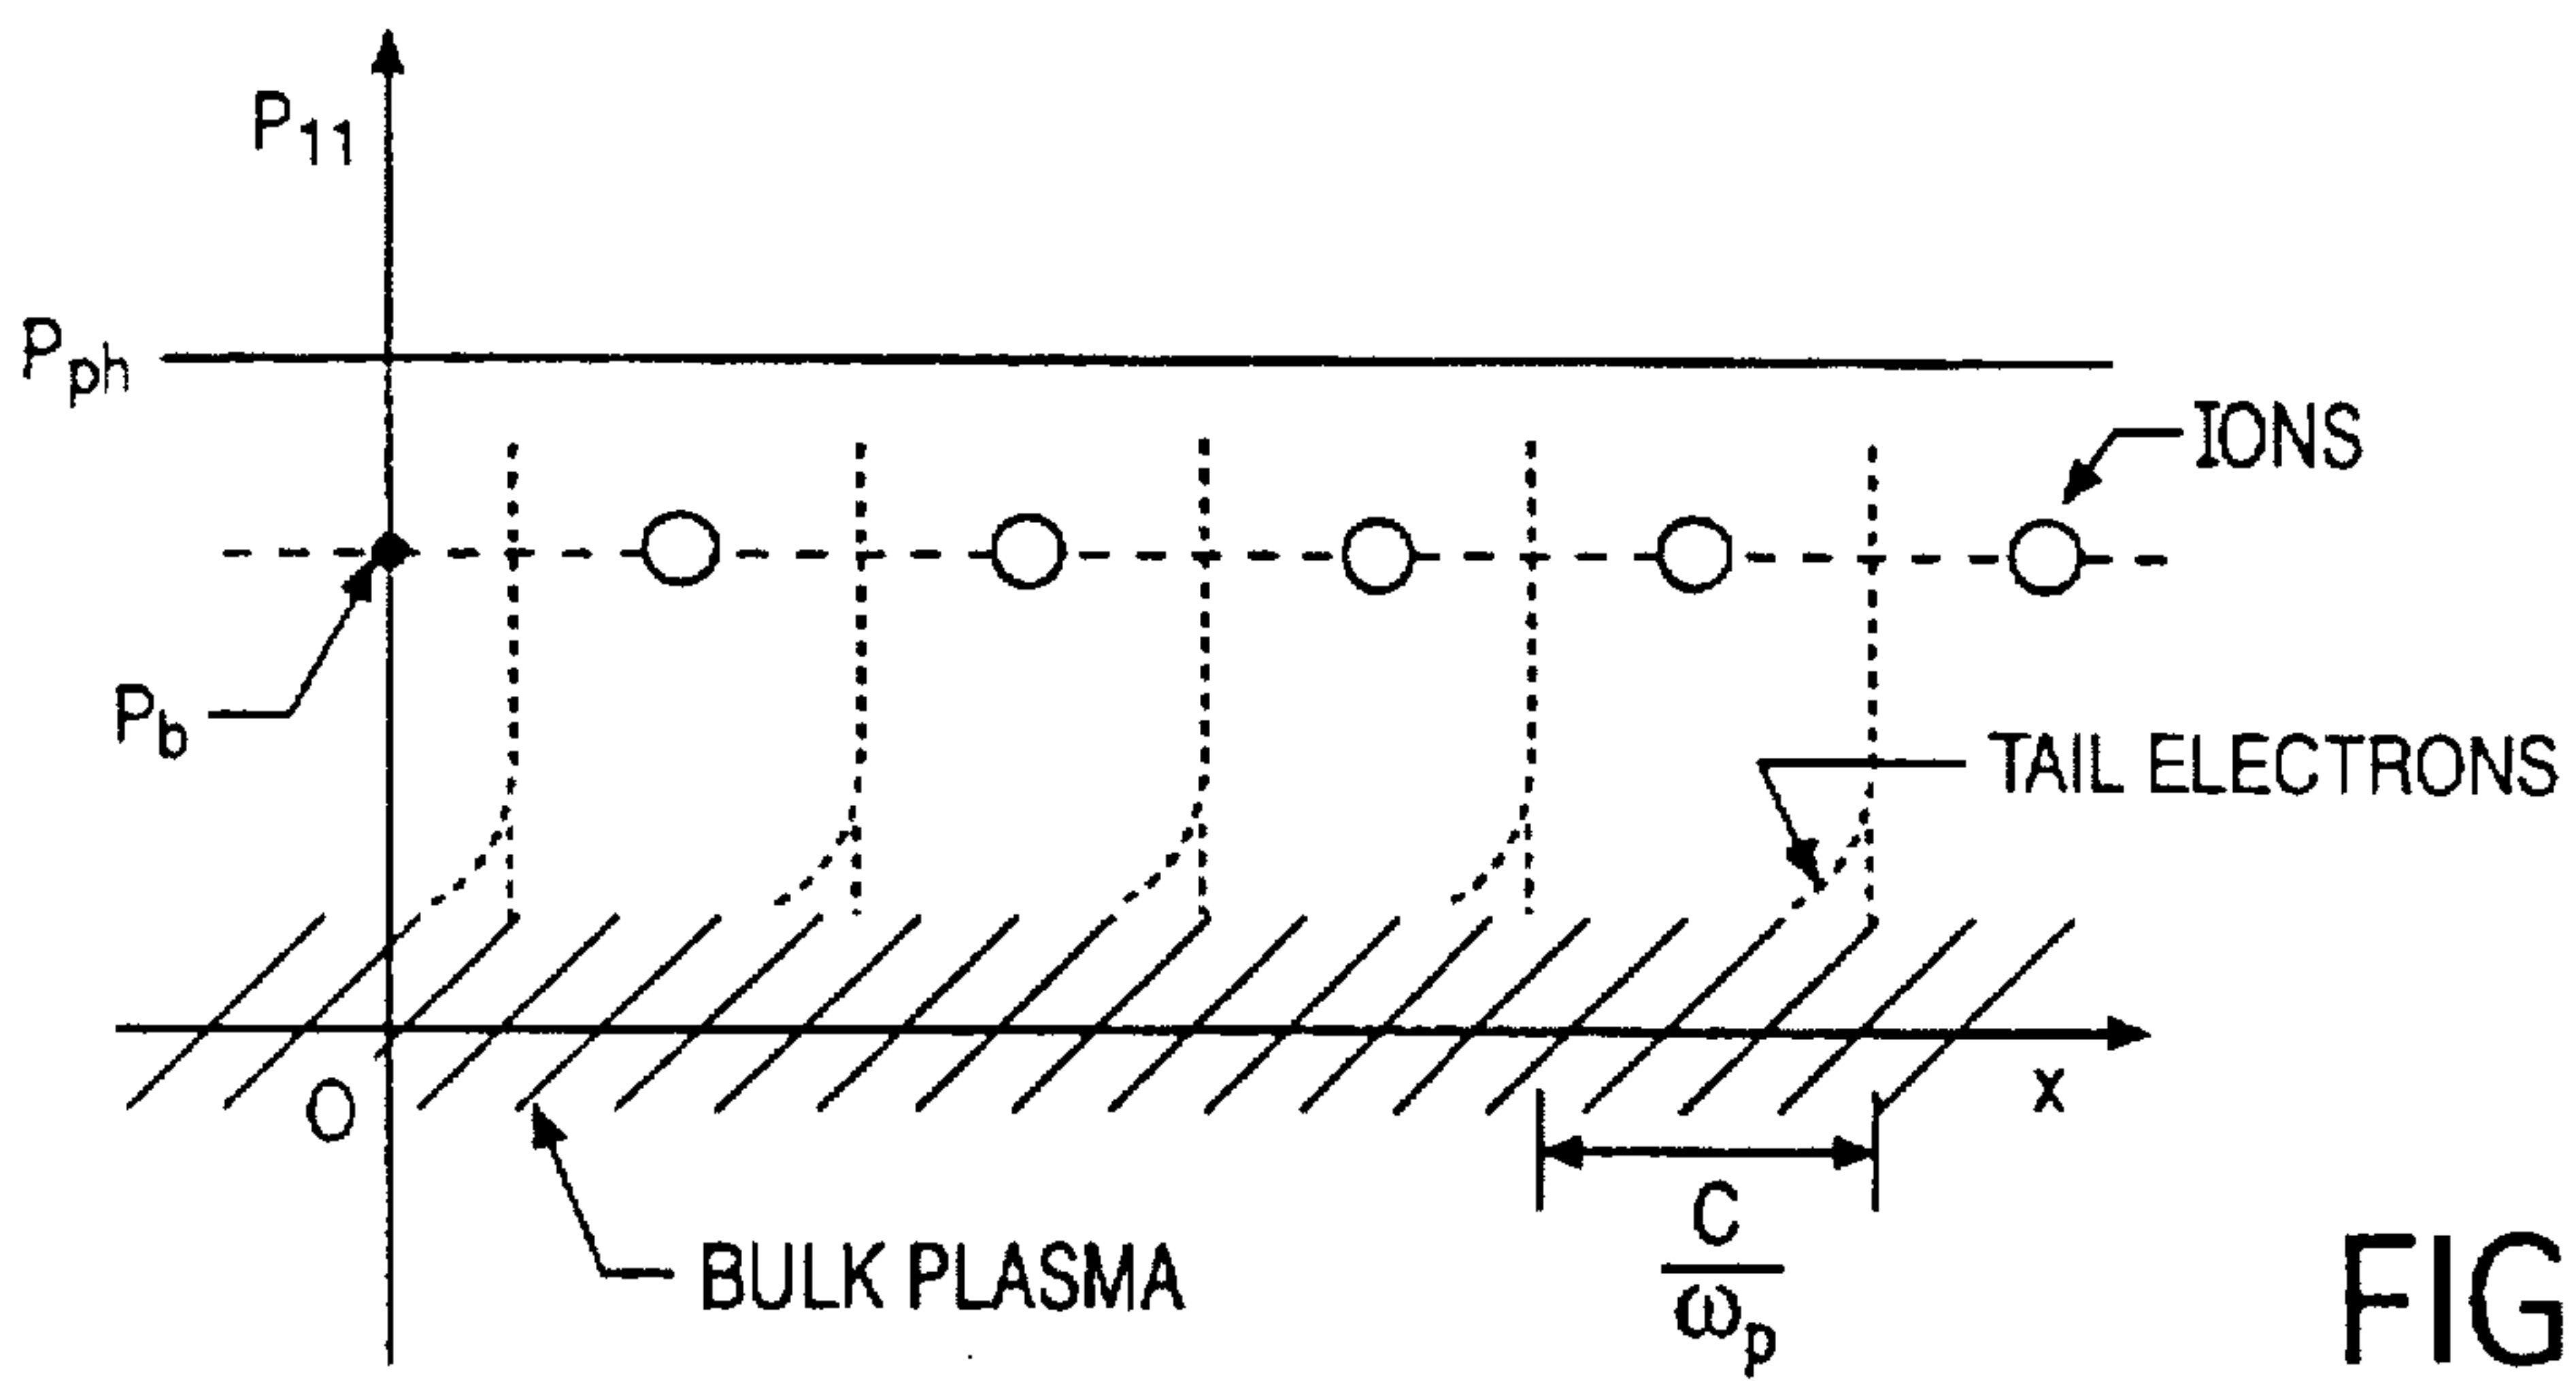 P11
Pph
IONS
Pb
TAIL ELECTRONS
O
x
BULK PLASMA
C
ωp
FIG